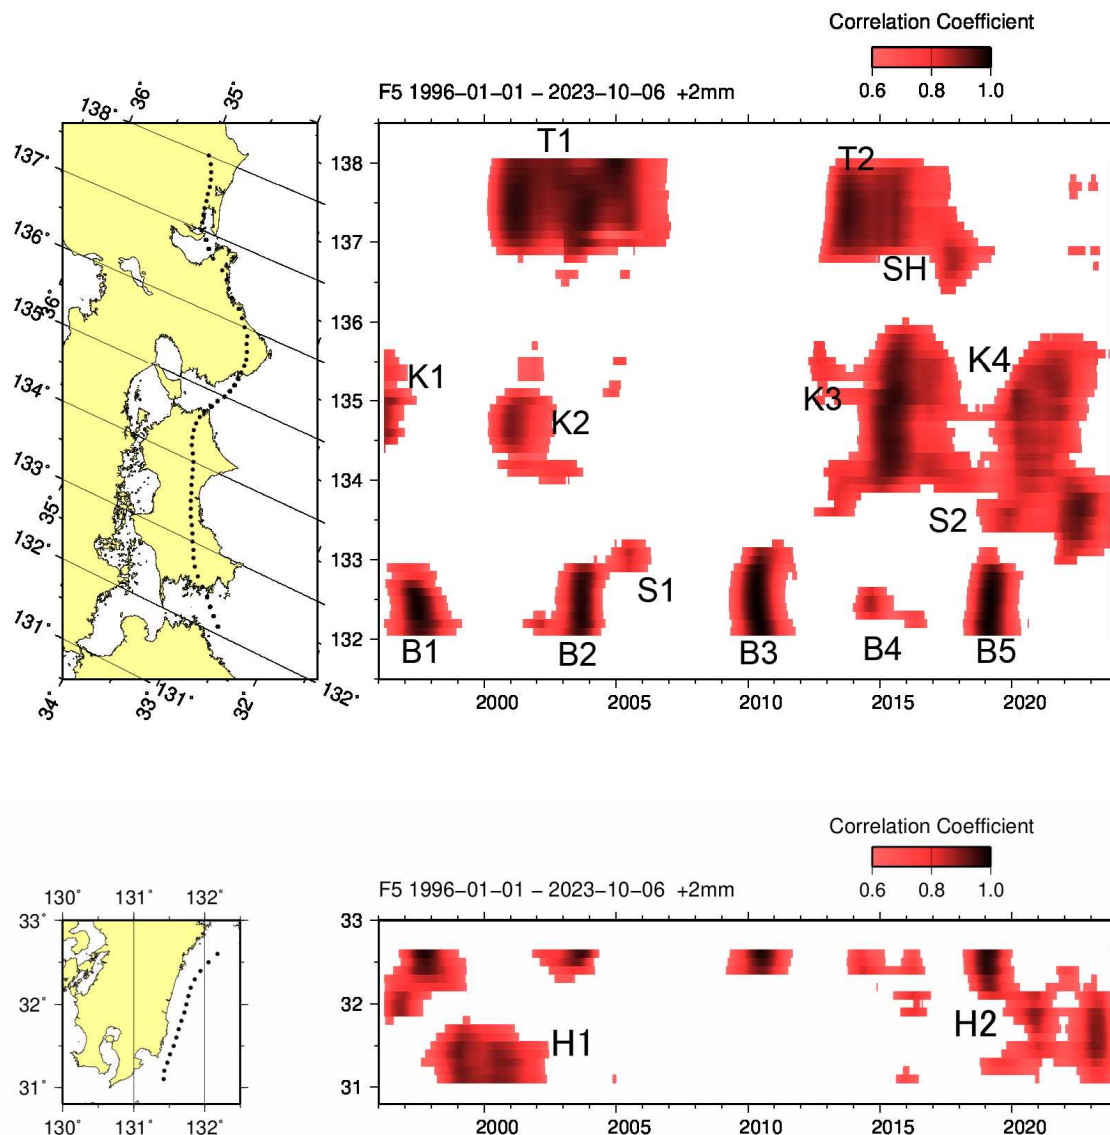 Correlation Coefficient
0.6 0.8 1.0
F5 1996−01−01 − 2023−10−06 +2mm
36° 35°
138°
137°
136°
135°
134°
133°
132°
131°
36°
35°
34° 33° 131° 32° 132°
138
137
136
135
134
133
132
T1
T2
SH
K1
K2
K3
K4
S2
S1
B1 B2 B3 B4 B5
2000 2005 2010 2015 2020
Correlation Coefficient
0.6 0.8 1.0
F5 1996−01−01 − 2023−10−06 +2mm
130° 131° 132°
33° 33
32° 32
31° 31
H1
H2
130° 131° 132°
2000 2005 2010 2015 2020